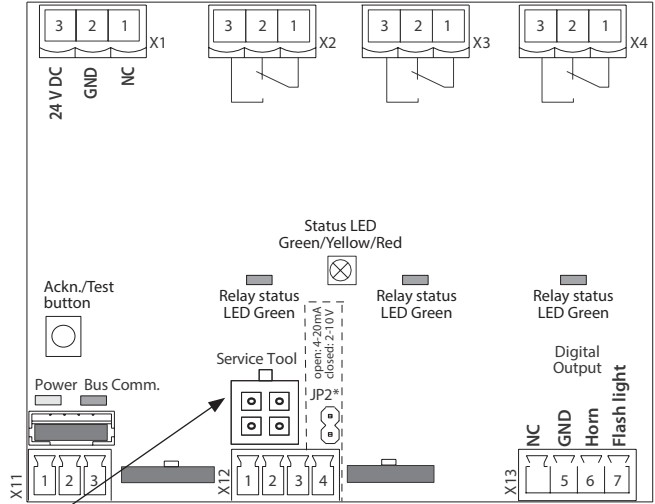 3 2 1
X1
3 2 1
X2
3 2 1
X3
3 2 1
X4
24 V DC
GND
NC
Status LED
Green/Yellow/Red
Ackn./Test
button
Relay status
LED Green
Relay status
LED Green
Relay status
LED Green
open: 4-20mA
closed: 2-10V
Service Tool
JP2*
Digital
Output
Power Bus Comm.
NC
GND
Horn
Flash light
X11
1 2 3
X12
1 2 3 4
X13
5 6 7